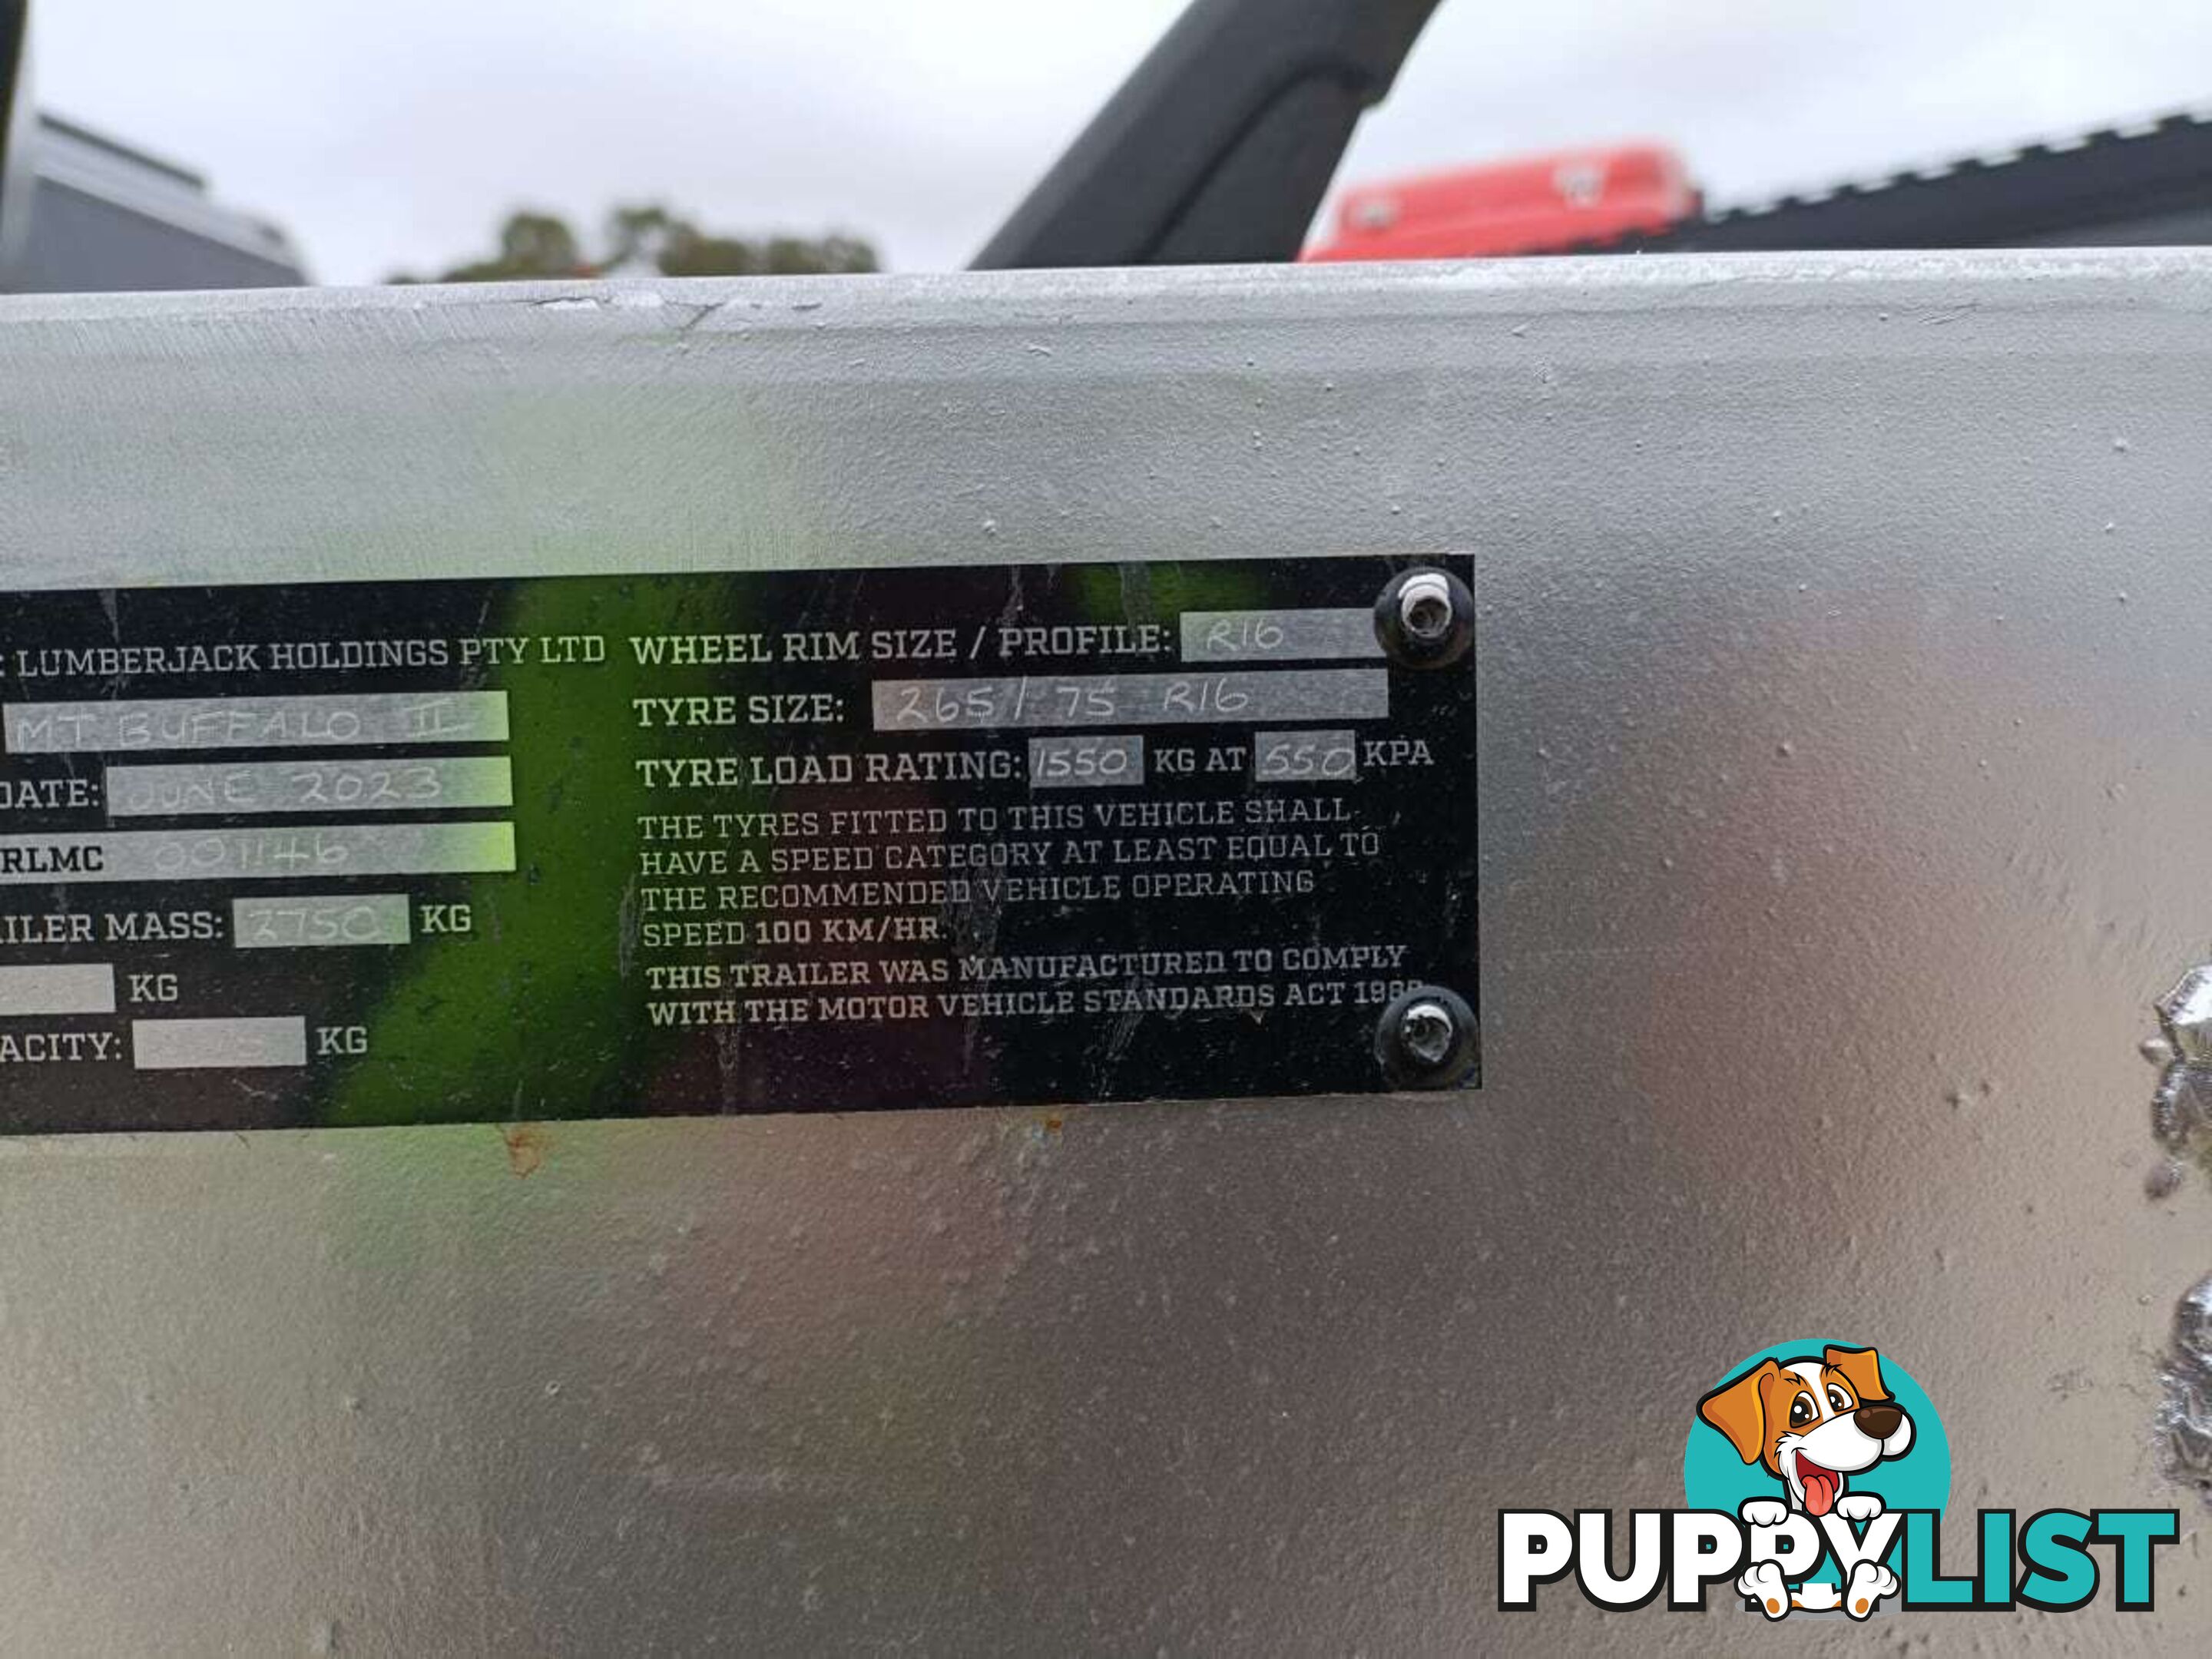 : LUMBERJACK HOLDINGS PTY LTD
MT BUFFALO II
DATE: JUNE 2023
RLMC 001146
AILER MASS: 2750 KG
KG
ACITY: KG
WHEEL RIM SIZE / PROFILE: R16
TYRE SIZE: 265/ 75 R16
TYRE LOAD RATING: 1550 KG AT 550 KPA
THE TYRES FITTED TO THIS VEHICLE SHALL
HAVE A SPEED CATEGORY AT LEAST EQUAL TO
THE RECOMMENDED VEHICLE OPERATING
SPEED 100 KM/HR.
THIS TRAILER WAS MANUFACTURED TO COMPLY
WITH THE MOTOR VEHICLE STANDARDS ACT
PUPPYLIST